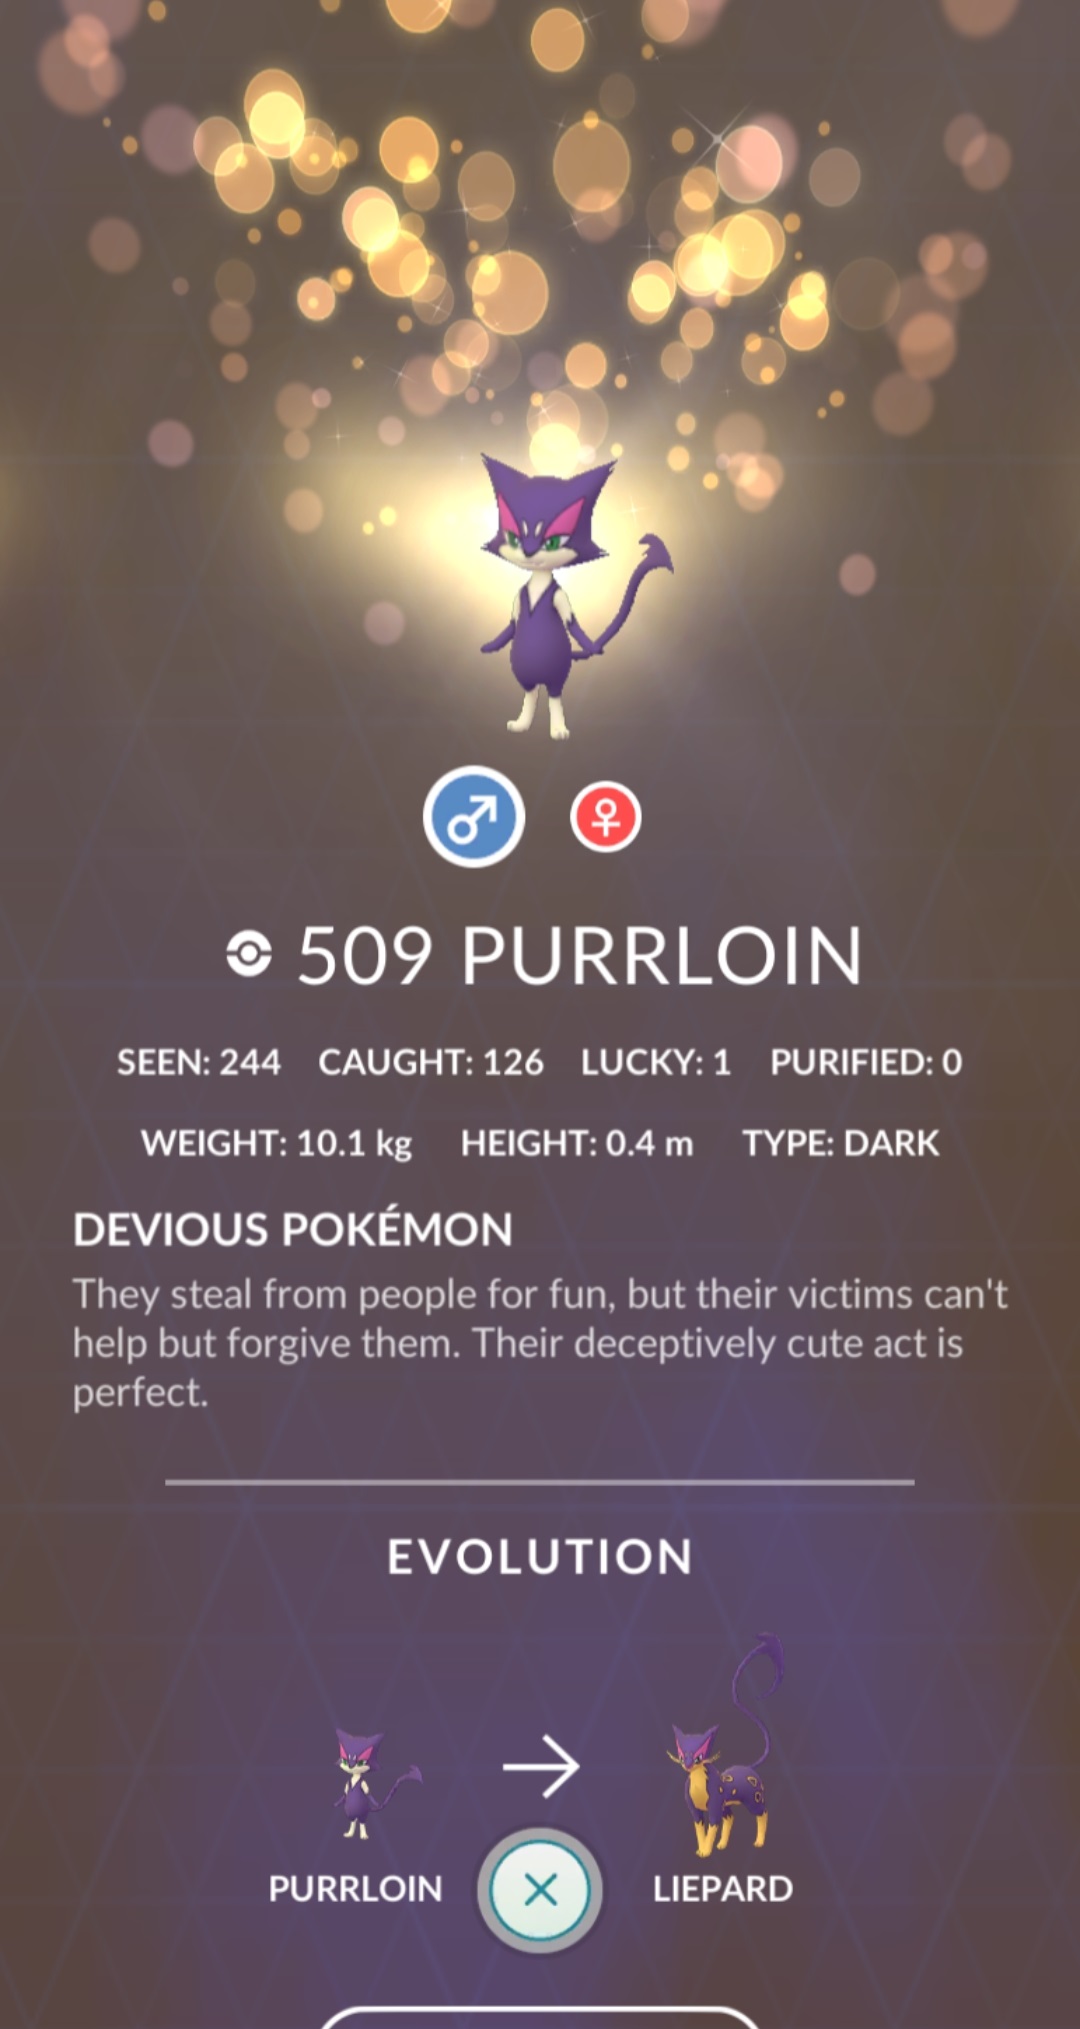 509 PURRLOIN
SEEN: 244 CAUGHT: 126 LUCKY: 1 PURIFIED: 0
WEIGHT: 10.1 kg HEIGHT: 0.4 m TYPE: DARK
DEVIOUS POKÉMON
They steal from people for fun, but their victims can't
help but forgive them. Their deceptively cute act is
perfect.
EVOLUTION
PURRLOIN LIEPARD